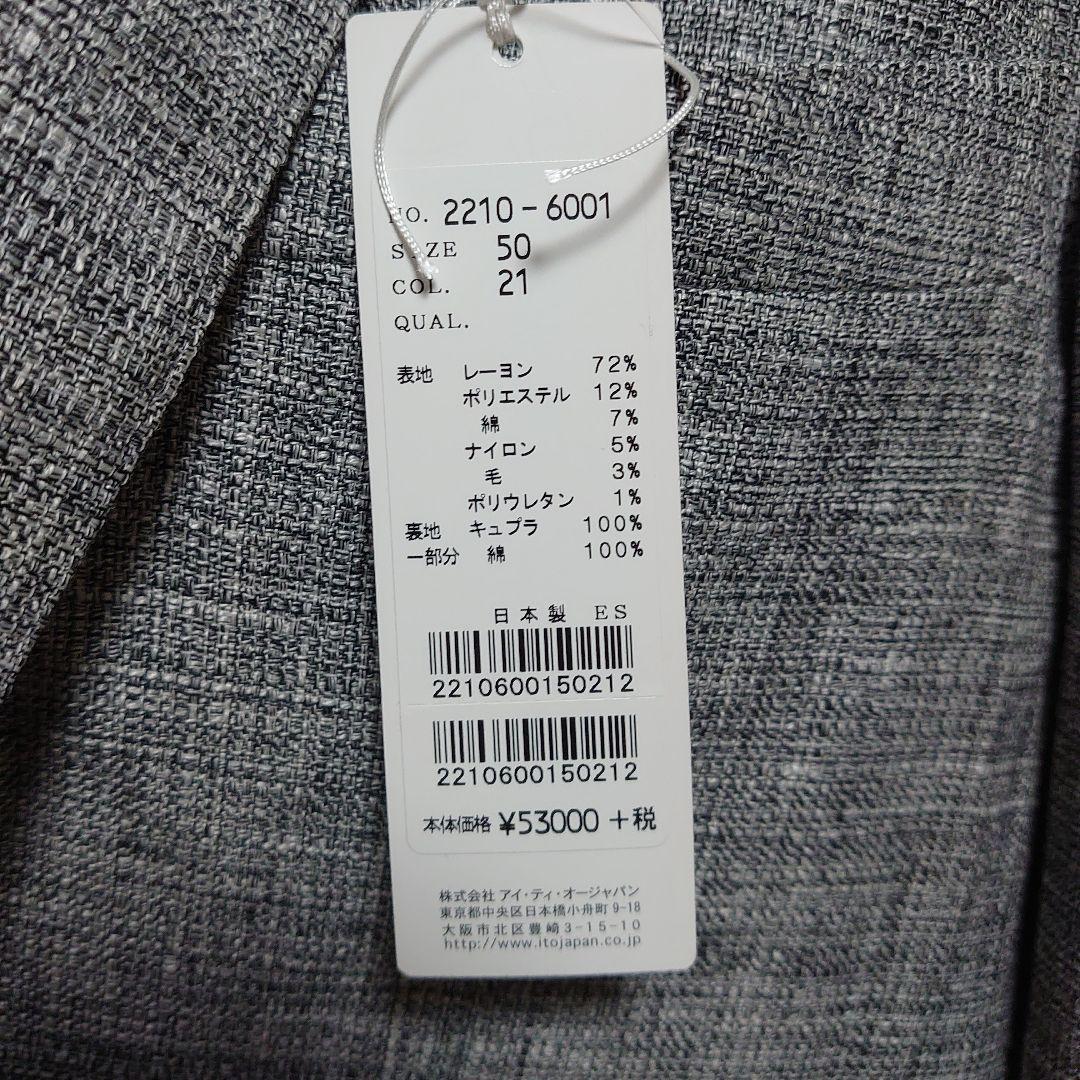 NO. 2210-6001
SIZE 50
COL. 21
QUAL.
表地 レーヨン 72%
ポリエステル 12%
綿 7%
ナイロン 5%
毛 3%
ポリウレタン 1%
裏地 キュプラ 100%
一部分 綿 100%
日本製 ES
2210600150212
2210600150212
本体価格 ¥53000 +税
株式会社 アイ・ティ・オージャパン
東京都中央区日本橋小舟町 9-18
大阪市北区豊崎 3-15-10
http://www.itojapan.co.jp